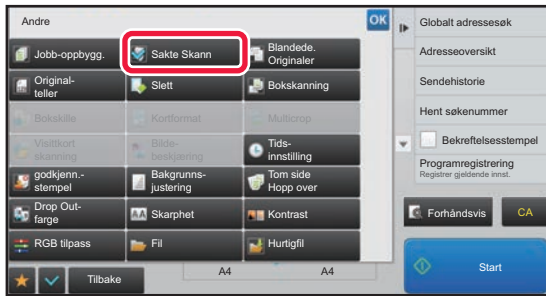 Andre
OK
Jobb-oppbygg.
Sakte Skann
Blandede.
Originaler
Original-
teller
Slett
Bokskanning
Bokskille
Kortformat
Multicrop
Visittkort
skanning
Bilde-
beskjæring
Tids-
innstilling
godkjenn.-
stempel
Bakgrunns-
justering
Tom side
Hopp over
Drop Out-
farge
Skarphet
Kontrast
RGB tilpass
Fil
Hurtigfil
Tilbake
A4
A4
Globalt adressesøk
Adresseoversikt
Sendehistorie
Hent søkenummer
Bekreftelsesstempel
Programregistrering
Registrer gjeldende innst.
Forhåndsvis
CA
Start